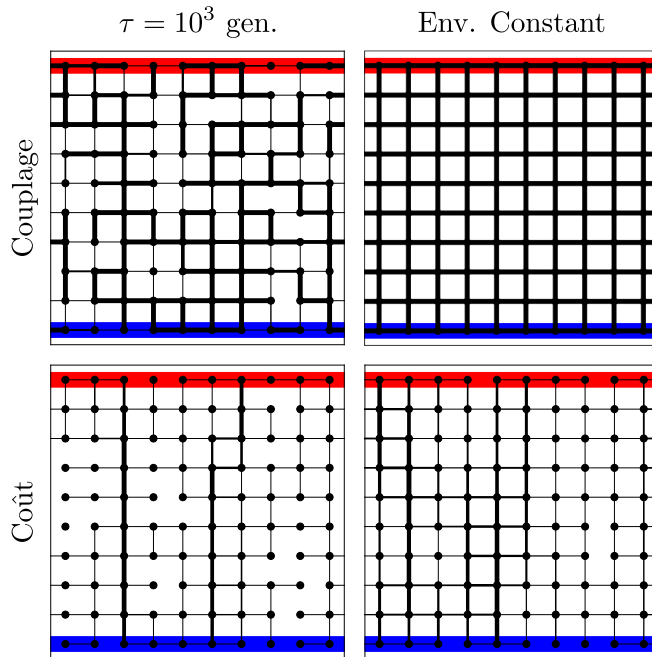 τ = 10³ gen.
Env. Constant
Couplage
Coût